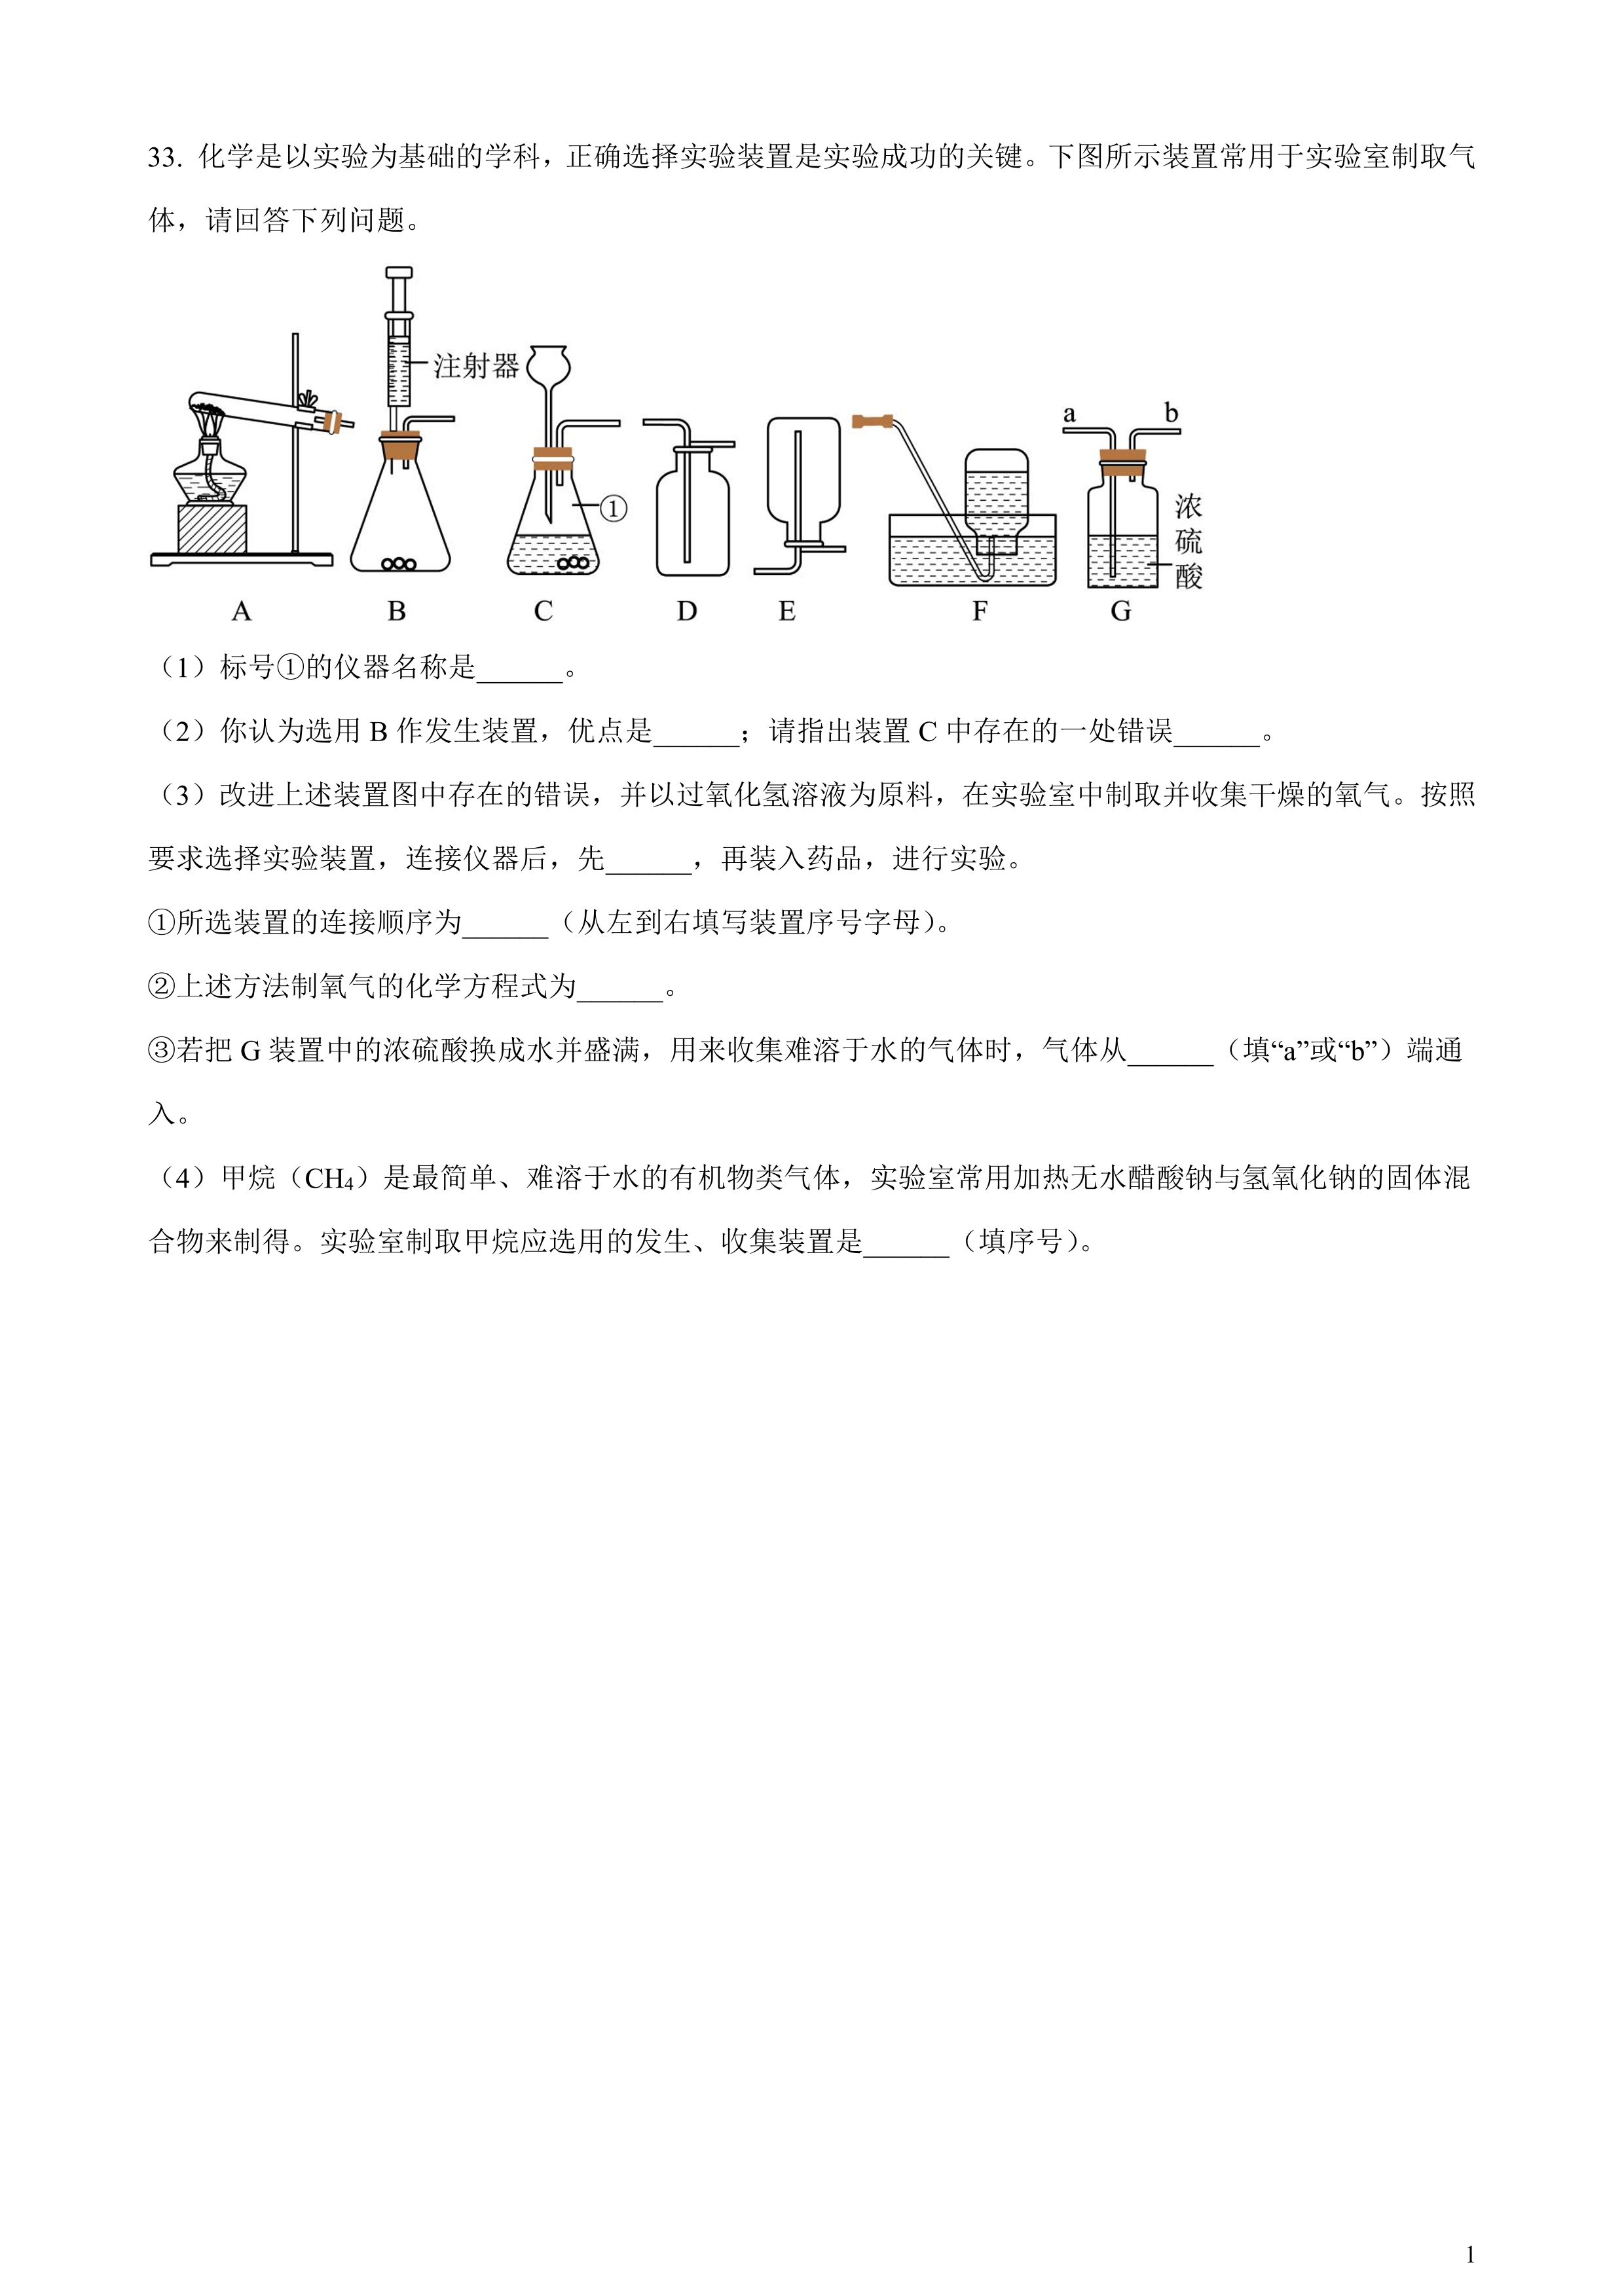 33. 化学是以实验为基础的学科，正确选择实验装置是实验成功的关键。下图所示装置常用于实验室制取气
体，请回答下列问题。
注射器
①
a
b
浓
硫
酸
A B C D E F G
（1）标号①的仪器名称是______。
（2）你认为选用 B 作发生装置，优点是______；请指出装置 C 中存在的一处错误______。
（3）改进上述装置图中存在的错误，并以过氧化氢溶液为原料，在实验室中制取并收集干燥的氧气。按照
要求选择实验装置，连接仪器后，先______，再装入药品，进行实验。
①所选装置的连接顺序为______（从左到右填写装置序号字母）。
②上述方法制氧气的化学方程式为______。
③若把 G 装置中的浓硫酸换成水并盛满，用来收集难溶于水的气体时，气体从______（填“a”或“b”）端通
入。
（4）甲烷（CH₄）是最简单、难溶于水的有机物类气体，实验室常用加热无水醋酸钠与氢氧化钠的固体混
合物来制得。实验室制取甲烷应选用的发生、收集装置是______（填序号）。
1